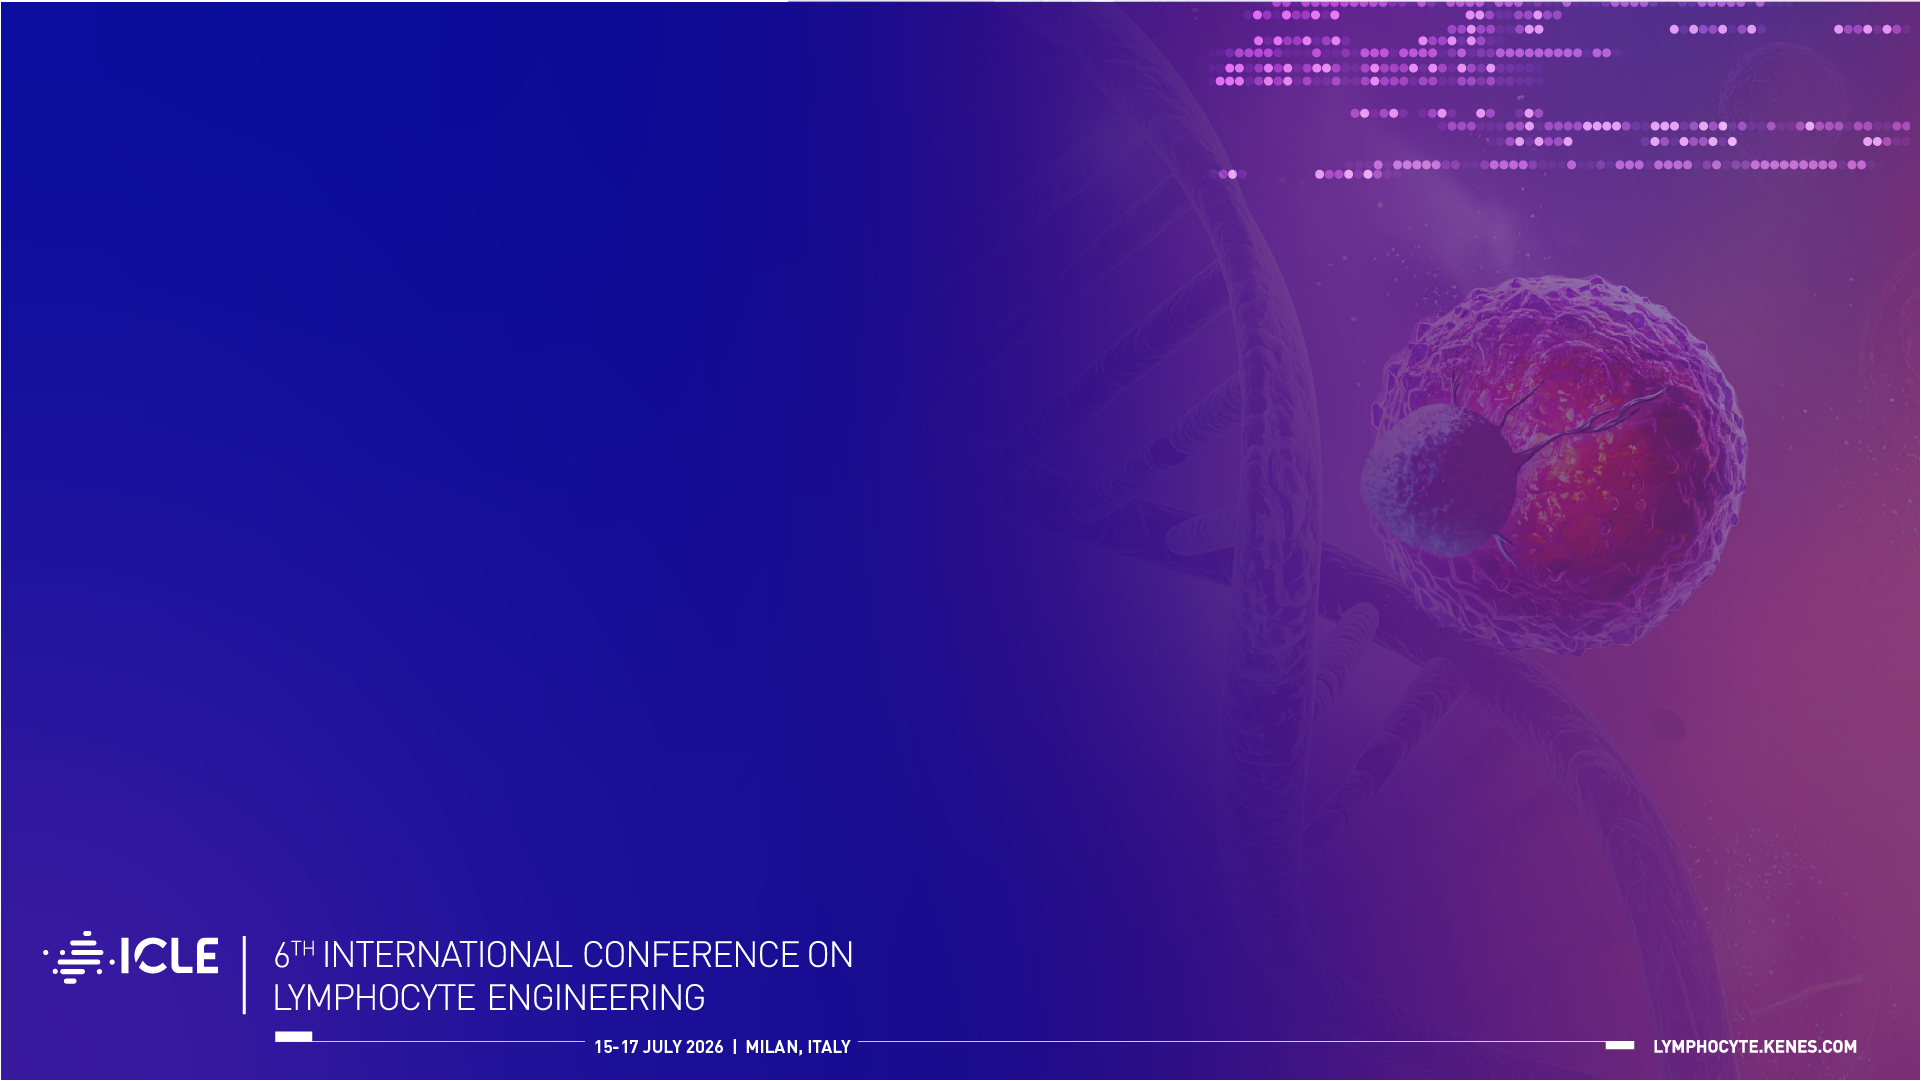 ICLE
6TH INTERNATIONAL CONFERENCE ON
LYMPHOCYTE ENGINEERING
15-17 JULY 2026 | MILAN, ITALY
LYMPHOCYTE.KENES.COM